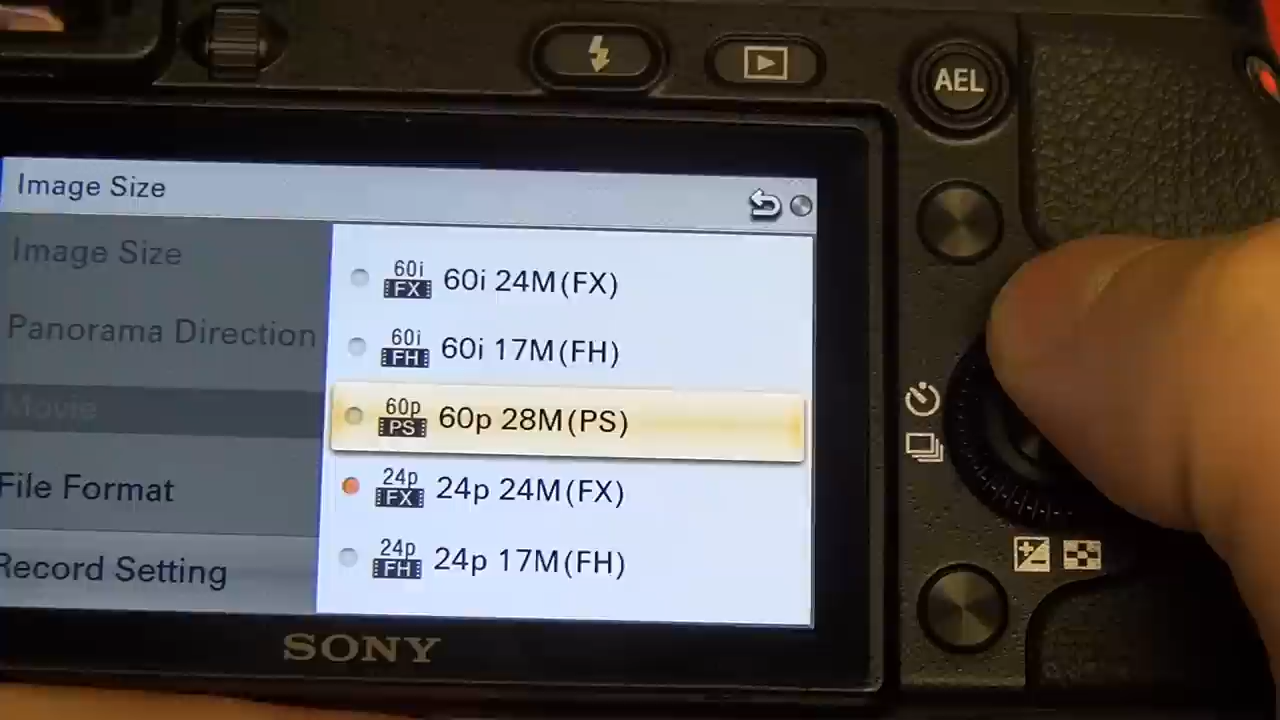 AEL
Image Size
Image Size
Panorama Direction
Movie
File Format
Record Setting
60i FX 60i 24M(FX)
60i FH 60i 17M(FH)
60p PS 60p 28M(PS)
24p FX 24p 24M(FX)
24p FH 24p 17M(FH)
SONY